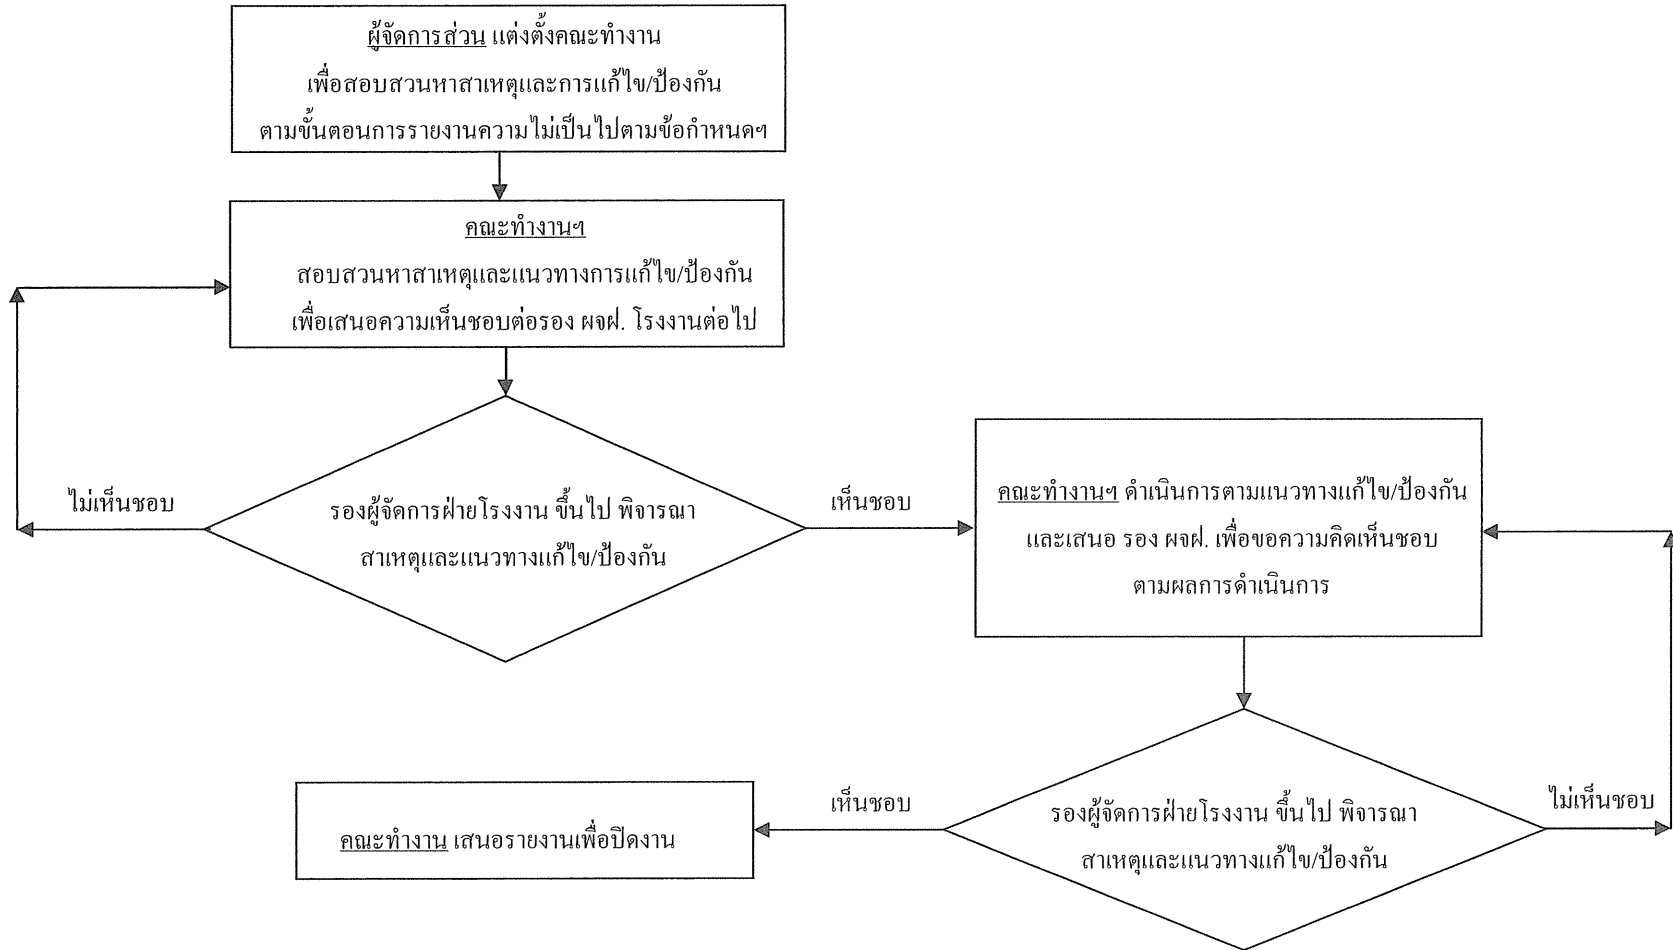 ผู้จัดการส่วน แต่งตั้งคณะทำงาน
เพื่อสอบสวนหาสาเหตุและการแก้ไข/ป้องกัน
ตามขั้นตอนการรายงานความไม่เป็นไปตามข้อกำหนดฯ
คณะทำงานฯ
สอบสวนหาสาเหตุและแนวทางการแก้ไข/ป้องกัน
เพื่อเสนอความเห็นชอบต่อรอง ผจฝ. โรงงานต่อไป
ไม่เห็นชอบ
รองผู้จัดการฝ่ายโรงงาน ขึ้นไป พิจารณา
สาเหตุและแนวทางแก้ไข/ป้องกัน
เห็นชอบ
คณะทำงานฯ ดำเนินการตามแนวทางแก้ไข/ป้องกัน
และเสนอ รอง ผจฝ. เพื่อขอความคิดเห็นชอบ
ตามผลการดำเนินการ
รองผู้จัดการฝ่ายโรงงาน ขึ้นไป พิจารณา
สาเหตุและแนวทางแก้ไข/ป้องกัน
ไม่เห็นชอบ
เห็นชอบ
คณะทำงาน เสนอรายงานเพื่อปิดงาน